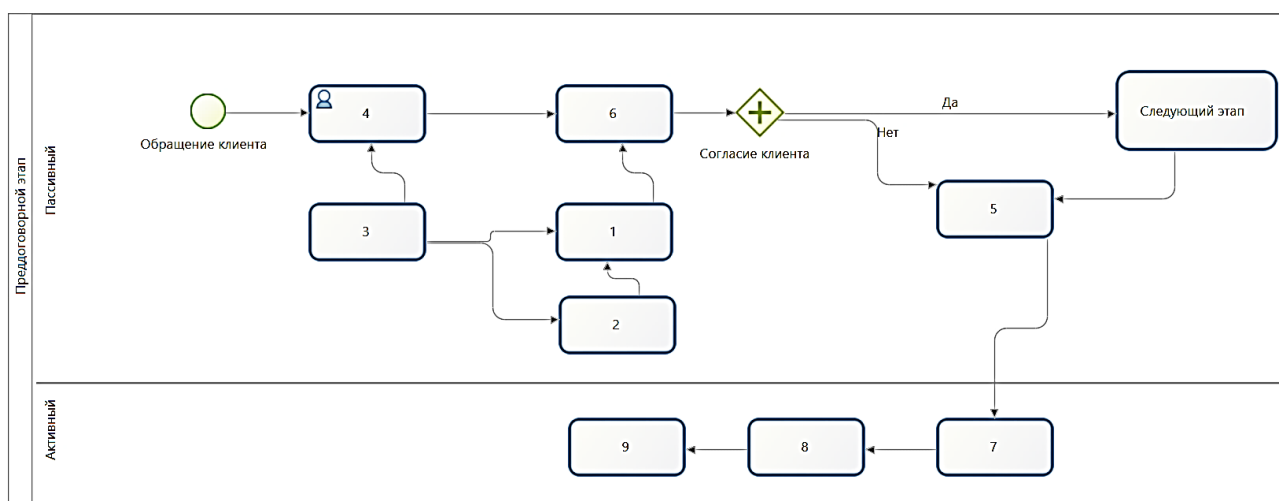 Преддоговорной этап
Пассивный
Обращение клиента
4
6
Согласие клиента
Да
Нет
Следующий этап
3
1
5
2
Активный
9
8
7